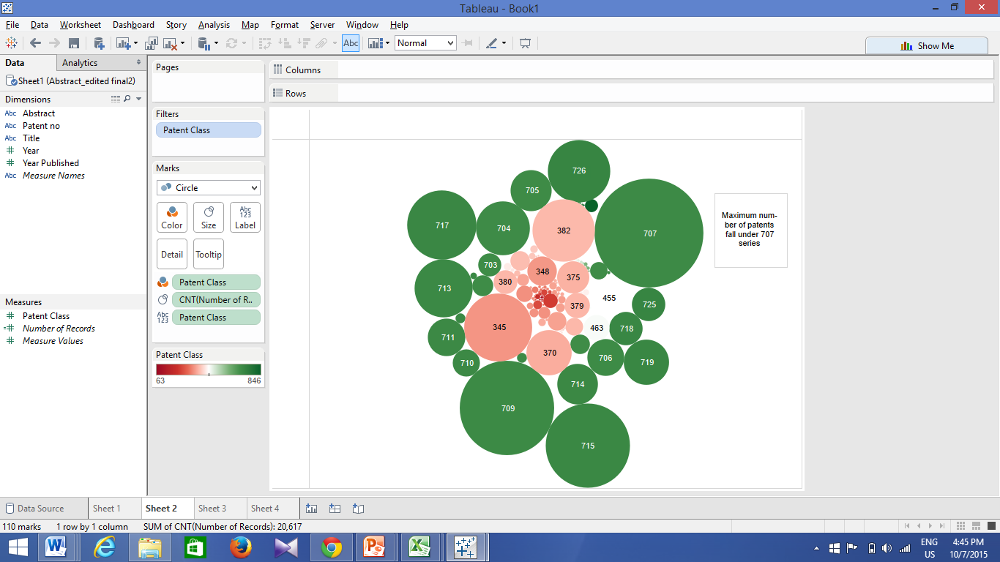 Tableau - Book1
File Data Worksheet Dashboard Story Analysis Map Format Server Window Help
Abc Normal Show Me
Data Analytics
Sheet1 (Abstract_edited final2)
Dimensions
Abc Abstract
Abc Patent no
Abc Title
Year
Year Published
Abc Measure Names
Measures
Patent Class
Number of Records
Measure Values
Pages
Filters
Patent Class
Marks
Circle
Color Size Abc 123 Label
Detail Tooltip
Patent Class
CNT(Number of R..
Abc 123 Patent Class
Patent Class
63 846
Columns
Rows
726
705
717
704
382
707
703
348
375
380
713
455
379
725
345
463
718
711
370
706
719
710
714
709
715
Maximum num-
ber of patents
fall under 707
series
Data Source Sheet 1 Sheet 2 Sheet 3 Sheet 4
110 marks 1 row by 1 column SUM of CNT(Number of Records): 20,617
ENG 4:45 PM
US 10/7/2015